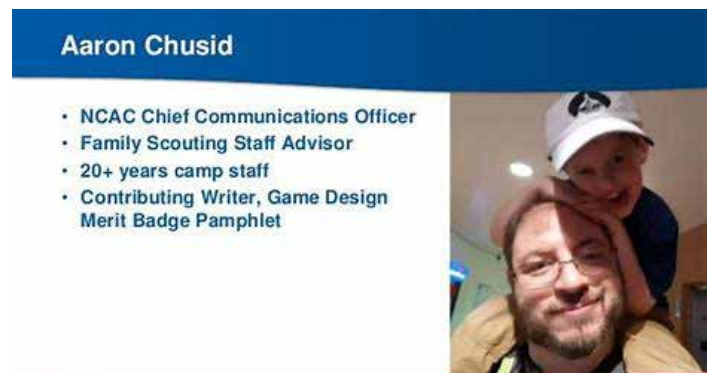 Aaron Chusid
• NCAC Chief Communications Officer
• Family Scouting Staff Advisor
• 20+ years camp staff
• Contributing Writer, Game Design
Merit Badge Pamphlet